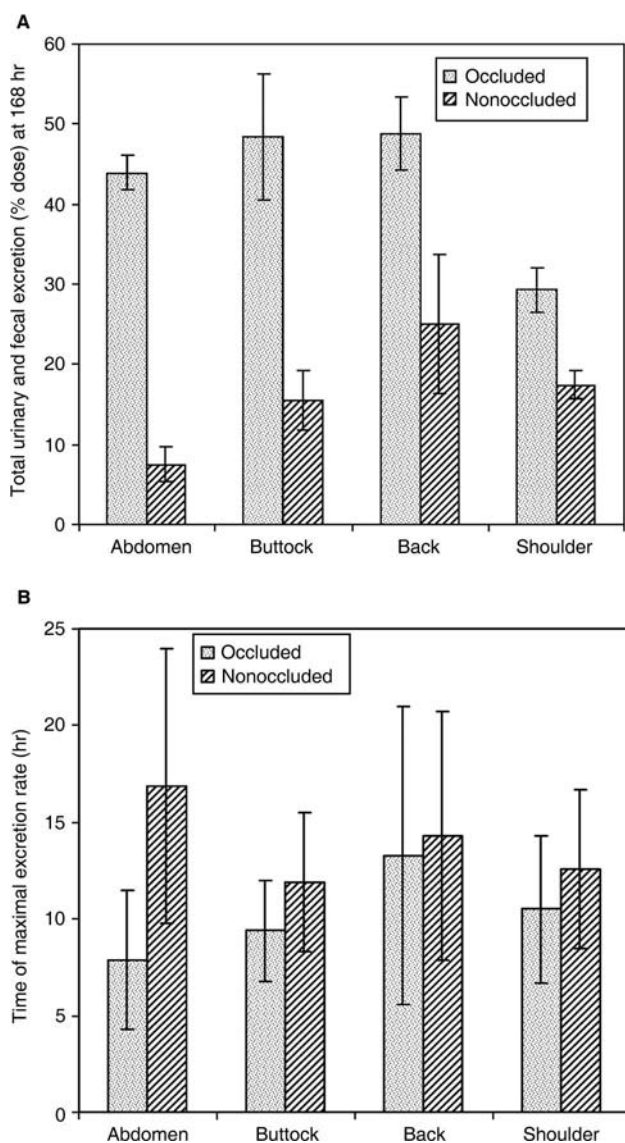 A
Total urinary and fecal excretion (% dose) at 168 hr
60
50
40
30
20
10
0
Occluded
Nonoccluded
Abdomen Buttock Back Shoulder
B
Time of maximal excretion rate (hr)
25
20
15
10
5
0
Occluded
Nonoccluded
Abdomen Buttock Back Shoulder